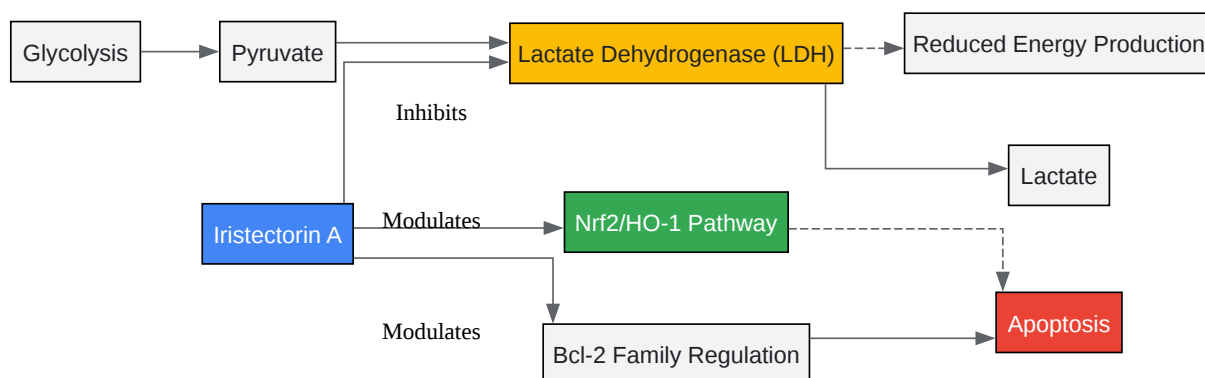 Glycolysis
Pyruvate
Lactate Dehydrogenase (LDH)
Reduced Energy Production
Inhibits
Lactate
Iristectorin A
Modulates
Nrf2/HO-1 Pathway
Modulates
Bcl-2 Family Regulation
Apoptosis